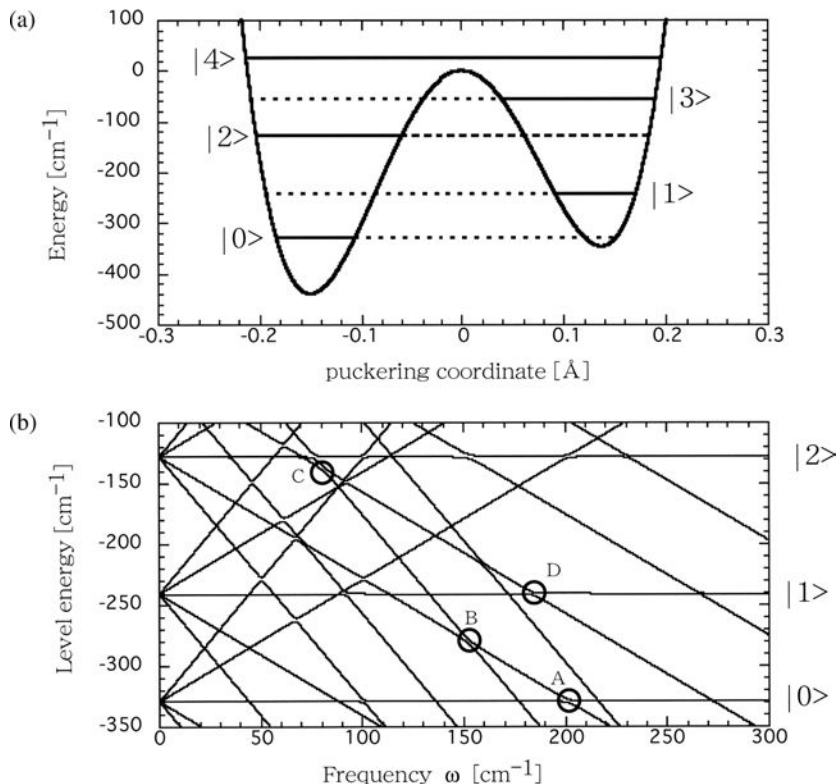 (a)
100
0
-100
-200
-300
-400
-500
Energy [cm⁻¹]
|4>
|3>
|2>
|1>
|0>
-0.3 -0.2 -0.1 0 0.1 0.2 0.3
puckering coordinate [Å]
(b)
-100
-150
-200
-250
-300
-350
Level energy [cm⁻¹]
C
D
B
A
|2>
|1>
|0>
0 50 100 150 200 250 300
Frequency ω [cm⁻¹]